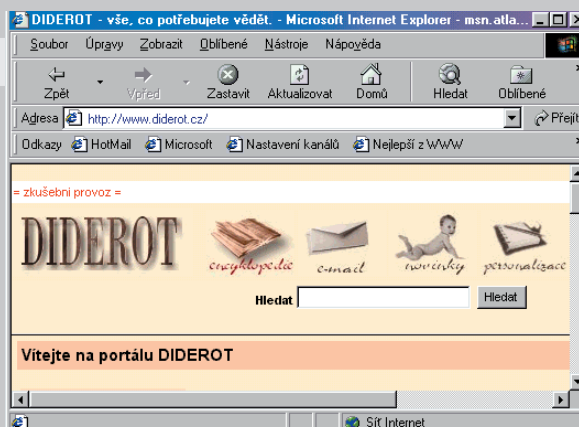 DIDEROT - vše, co potřebujete vědět. - Microsoft Internet Explorer - msn.atla...
Soubor Úpravy Zobrazit Oblíbené Nástroje Nápověda
Zpět Vpřed Zastavit Aktualizovat Domů Hledat Oblíbené
Adresa http://www.diderot.cz/ Přejít
Odkazy HotMail Microsoft Nastavení kanálů Nejlepší z WWW
= zkušebni provoz =
DIDEROT encyklopedie e-mail novinky personalizace
Hledat Hledat
Vítejte na portálu DIDEROT
Síť Internet